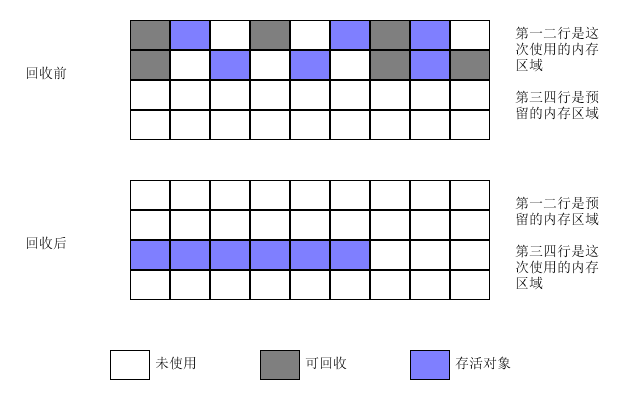 第一二行是这
次使用的内存
区域
回收前
第三四行是预
留的内存区域
第一二行是预
留的内存区域
回收后
第三四行是这
次使用的内存
区域
未使用
可回收
存活对象